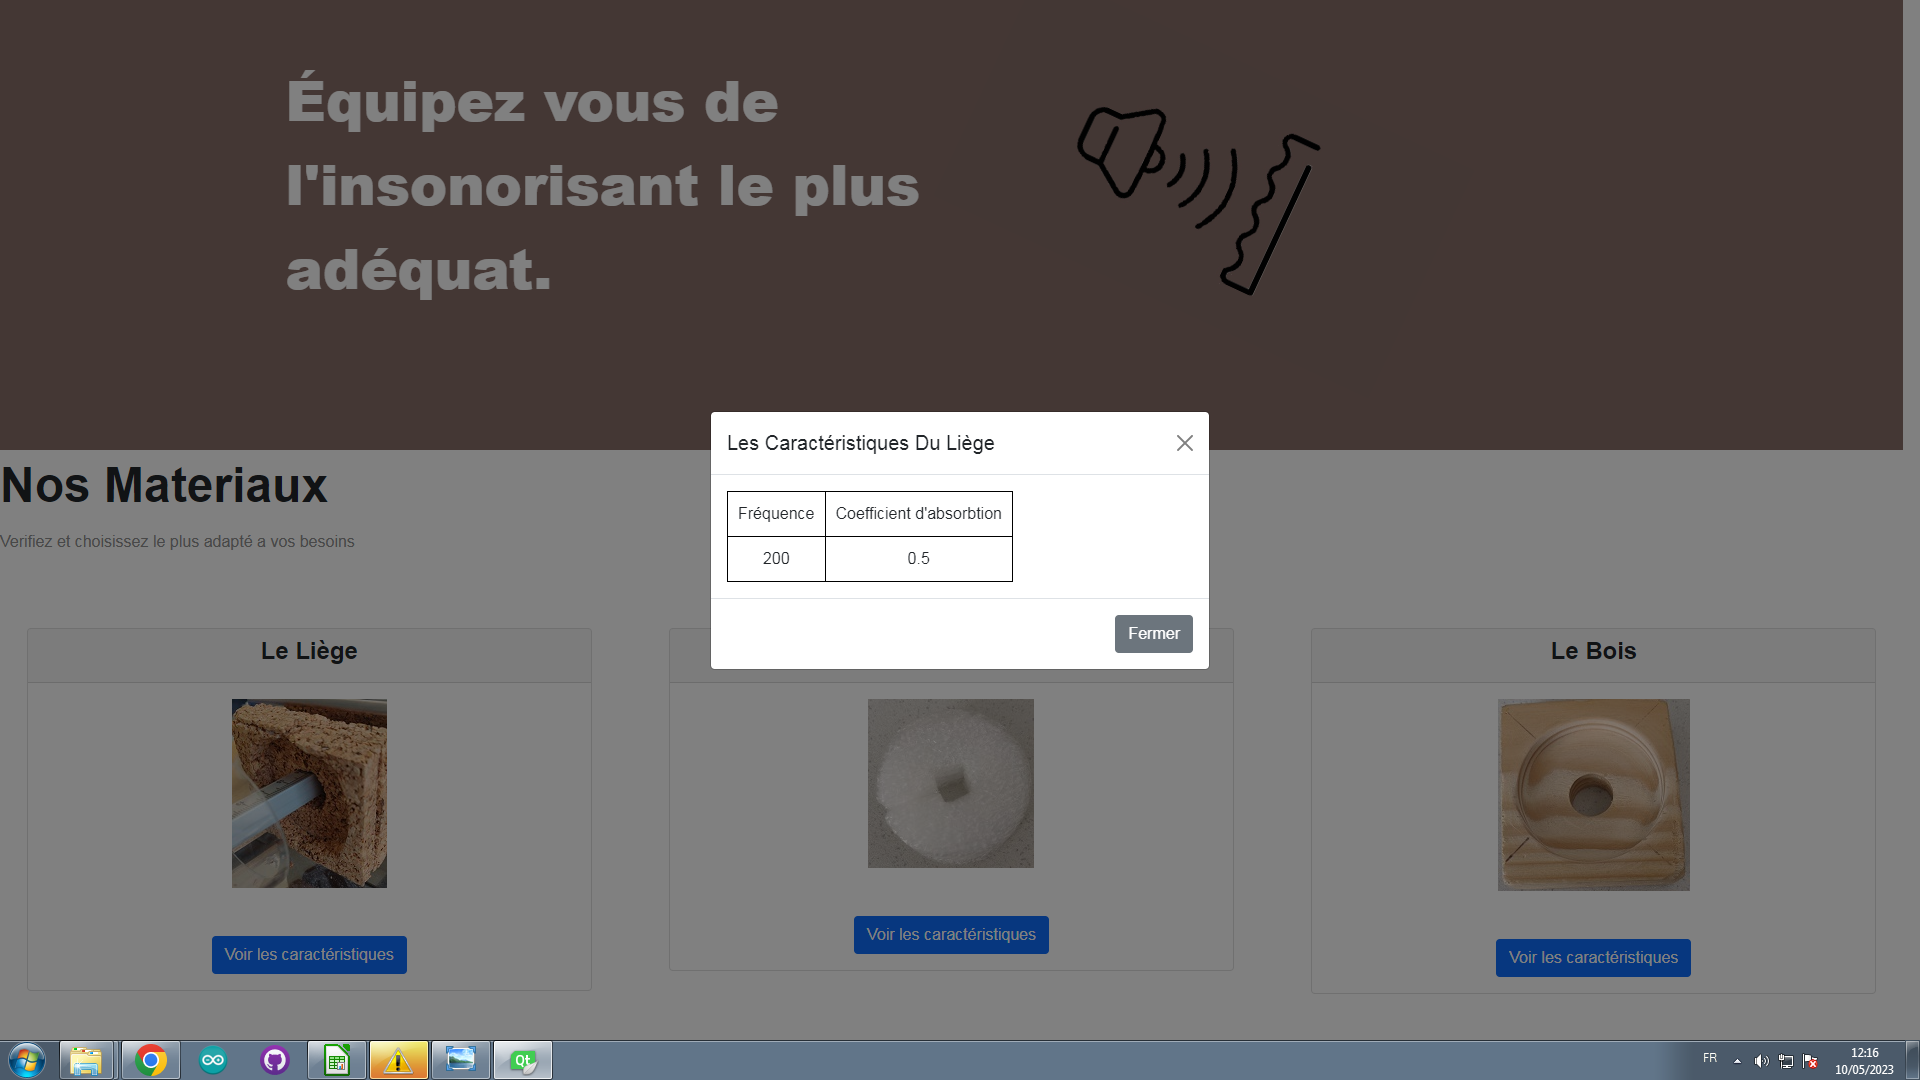 Équipez vous de
l'insonorisant le plus
adéquat.
Les Caractéristiques Du Liège
Fréquence Coefficient d'absorbtion
200 0.5
Fermer
Nos Materiaux
Verifiez et choisissez le plus adapté a vos besoins
Le Liège
Voir les caractéristiques
Voir les caractéristiques
Le Bois
Voir les caractéristiques
Qt
FR
12:16
10/05/2023